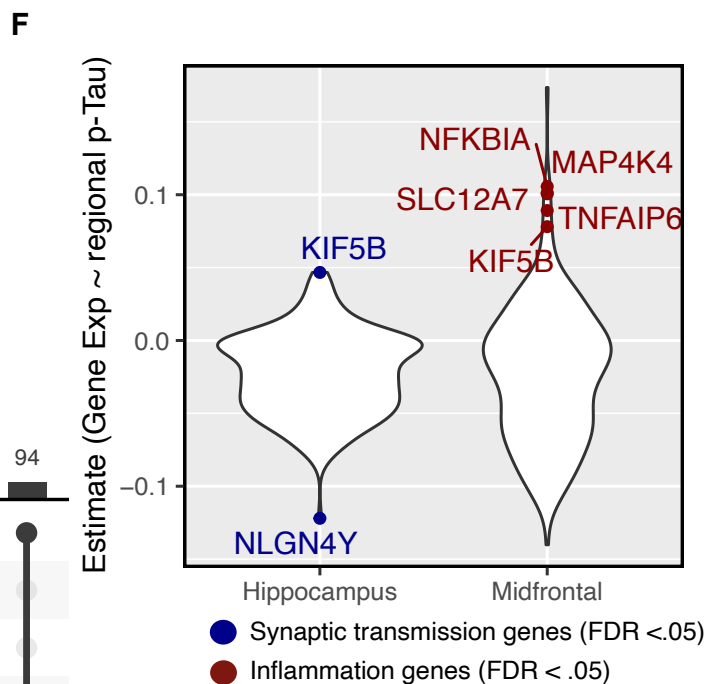 F
Estimate (Gene Exp ~ regional p-Tau)
0.1
0.0
−0.1
NFKBIA
MAP4K4
SLC12A7
TNFAIP6
KIF5B
KIF5B
NLGN4Y
94
Hippocampus
Midfrontal
Synaptic transmission genes (FDR <.05)
Inflammation genes (FDR < .05)